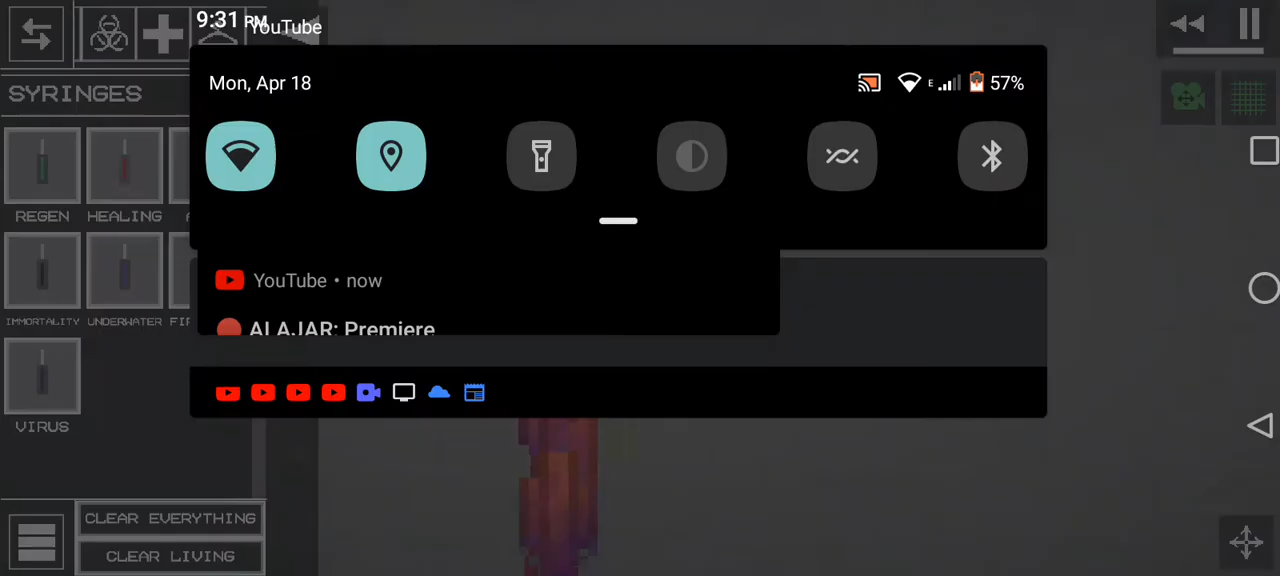 9:31 PM
YouTube
Mon, Apr 18
E
57%
SYRINGES
REGEN
HEALING
IMMORTALITY
UNDERWATER
YouTube • now
ALAJAR: Premiere
VIRUS
CLEAR EVERYTHING
CLEAR LIVING